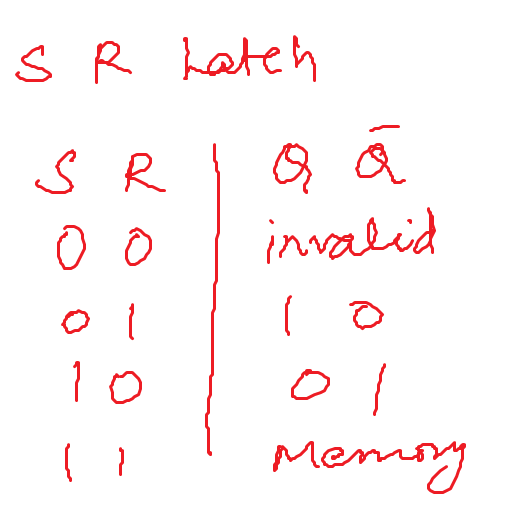 S R Latch
S R | Q Q̄
0 0 | invalid
0 1 | 1 0
1 0 | 0 1
1 1 | Memory